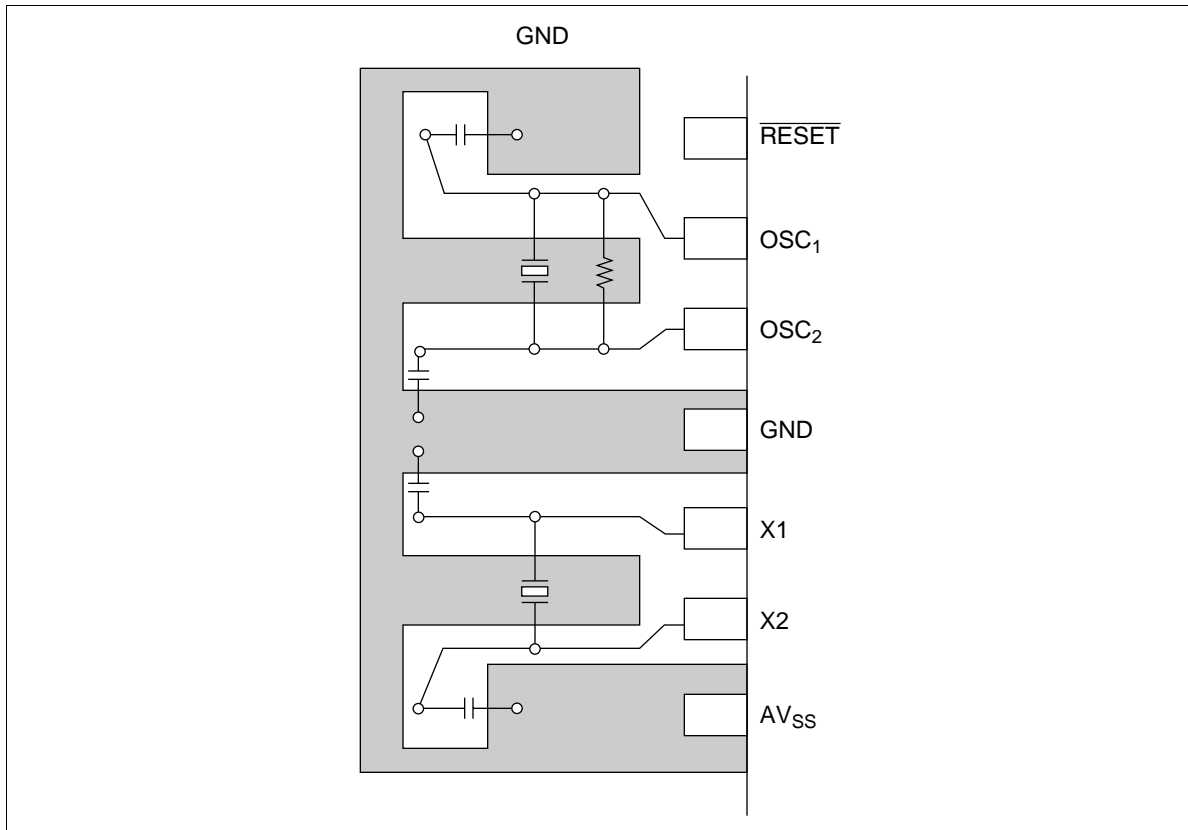 GND
RESET
OSC1
OSC2
GND
X1
X2
AVSS